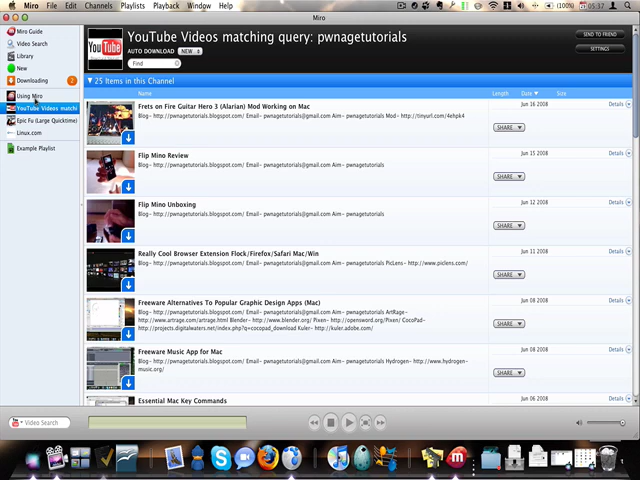 Miro File Edit Channels Playlists Playback Window Help
(100%) 05:37
Miro
Miro Guide
Video Search
Library
New
Downloading 2
Using Miro
YouTube Videos matchi
Epic Fu (Large Quicktime)
Linux.com
Example Playlist
YouTube
YouTube Videos matching query: pwnagetutorials
AUTO DOWNLOAD NEW
Find
SEND TO FRIEND
SETTINGS
25 Items in this Channel
Name Length Date Size
Frets on Fire Guitar Hero 3 (Alarian) Mod Working on Mac
Blog- http://pwnagetutorials.blogspot.com/ Email- pwnagetutorials@gmail.com Aim- pwnagetutorials Mod- http://tinyurl.com/4ehpk4
Jun 16 2008
Details
SHARE
Flip Mino Review
Blog- http://pwnagetutorials.blogspot.com/ Email- pwnagetutorials@gmail.com Aim- pwnagetutorials
Jun 15 2008
Details
SHARE
Flip Mino Unboxing
Blog- http://pwnagetutorials.blogspot.com/ Email- pwnagetutorials@gmail.com Aim- pwnagetutorials
Jun 12 2008
Details
SHARE
Really Cool Browser Extension Flock/Firefox/Safari Mac/Win
Blog- http://pwnagetutorials.blogspot.com/ Email- pwnagetutorials@gmail.com Aim- pwnagetutorials PicLens- http://www.piclens.com/
Jun 11 2008
Details
SHARE
Freeware Alternatives To Popular Graphic Design Apps (Mac)
Blog- http://pwnagetutorials.blogspot.com/ Email- pwnagetutorials@gmail.com Aim- pwnagetutorials ArtRage-
http://www.artrage.com/artrage.html Blender- http://www.blender.org/ Pixen- http://opensword.org/Pixen/ CocoPad-
http://projects.digitalwaters.net/index.php?q=cocopad_download Kuler- http://kuler.adobe.com/
Jun 08 2008
Details
SHARE
Freeware Music App for Mac
Blog- http://pwnagetutorials.blogspot.com/ Email- pwnagetutorials@gmail.com Aim- pwnagetutorials Hydrogen- http://www.hydrogen-
music.org/
Jun 08 2008
Details
SHARE
Essential Mac Key Commands
Jun 06 2008
Details
Video Search